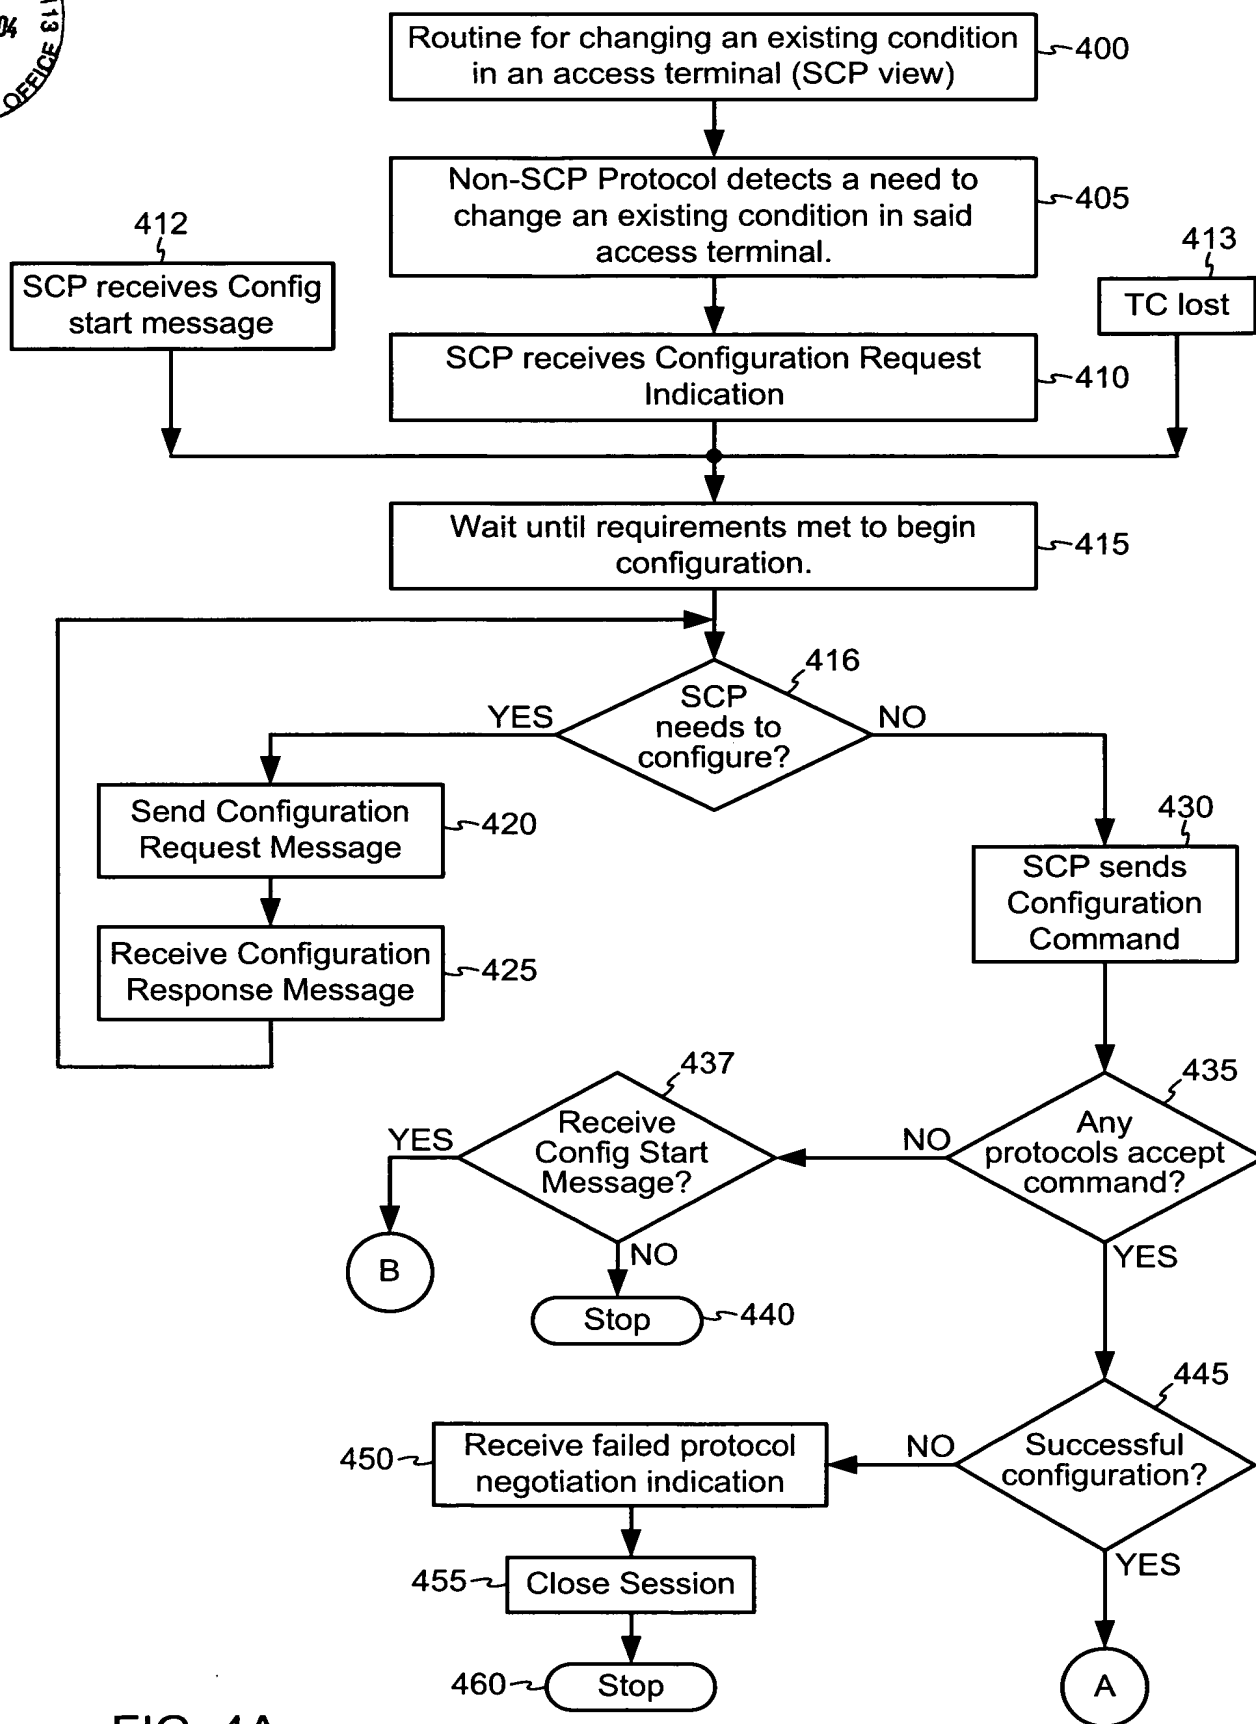 04
113
OFFICE
Routine for changing an existing condition
in an access terminal (SCP view)
400
Non-SCP Protocol detects a need to
change an existing condition in said
access terminal.
405
412
SCP receives Config
start message
413
TC lost
SCP receives Configuration Request
Indication
410
Wait until requirements met to begin
configuration.
415
416
SCP
needs to
configure?
YES
NO
Send Configuration
Request Message
420
430
SCP sends
Configuration
Command
Receive Configuration
Response Message
425
437
Receive
Config Start
Message?
YES
NO
435
Any
protocols accept
command?
NO
YES
B
Stop
440
445
Successful
configuration?
NO
YES
450
Receive failed protocol
negotiation indication
455
Close Session
460
Stop
A
FIG. 4A